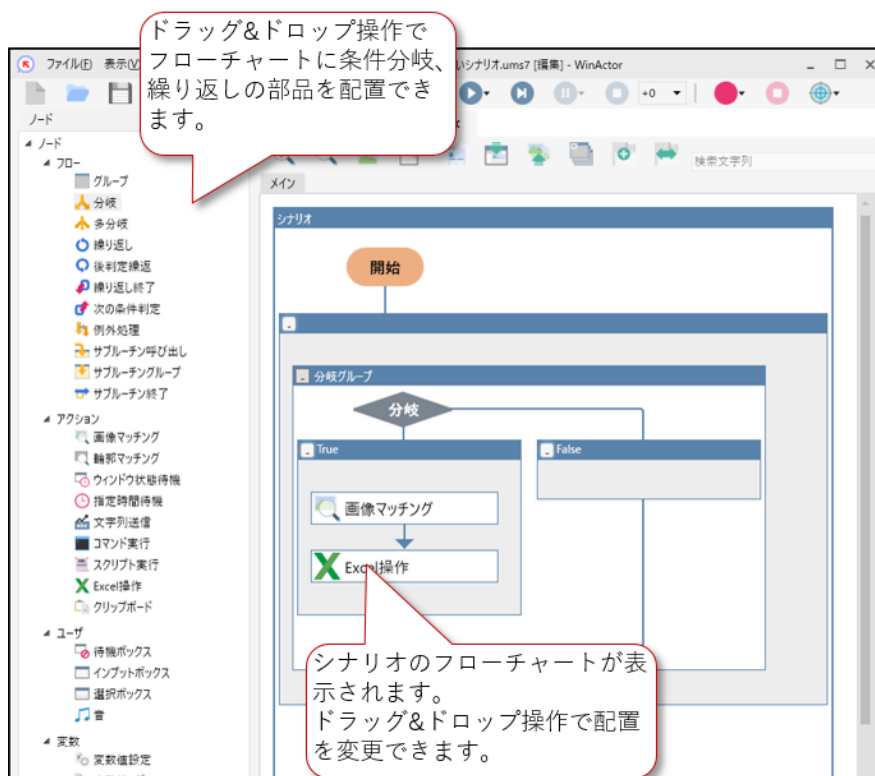 ドラッグ&ドロップ操作で
フローチャートに条件分岐、
繰り返しの部品を配置でき
ます。
ファイル(F) 表示(V)
いシナリオ.ums7 [編集] - WinActor
+0
ノード
検索文字列
ノード
フロー
グループ
分岐
多分岐
繰り返し
後判定繰返
繰り返し終了
次の条件判定
例外処理
サブルーチン呼び出し
サブルーチングループ
サブルーチン終了
アクション
画像マッチング
輪郭マッチング
ウィンドウ状態待機
指定時間待機
文字列送信
コマンド実行
スクリプト実行
Excel操作
クリップボード
ユーザ
待機ボックス
インプットボックス
選択ボックス
音
変数
変数値設定
メイン
シナリオ
開始
分岐グループ
分岐
True
False
画像マッチング
Excel操作
シナリオのフローチャートが表
示されます。
ドラッグ&ドロップ操作で配置
を変更できます。